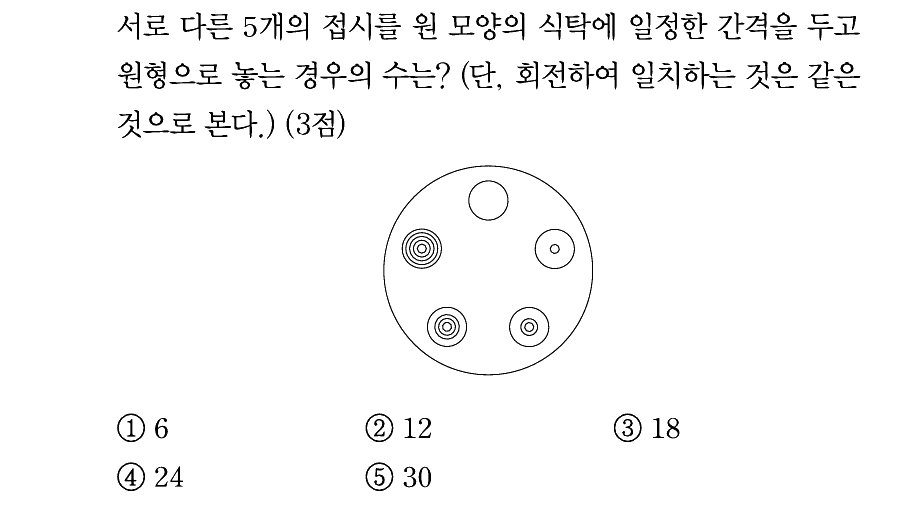 서로 다른 5개의 접시를 원 모양의 식탁에 일정한 간격을 두고
원형으로 놓는 경우의 수는? (단, 회전하여 일치하는 것은 같은
것으로 본다.) (3점)
① 6 ② 12 ③ 18
④ 24 ⑤ 30